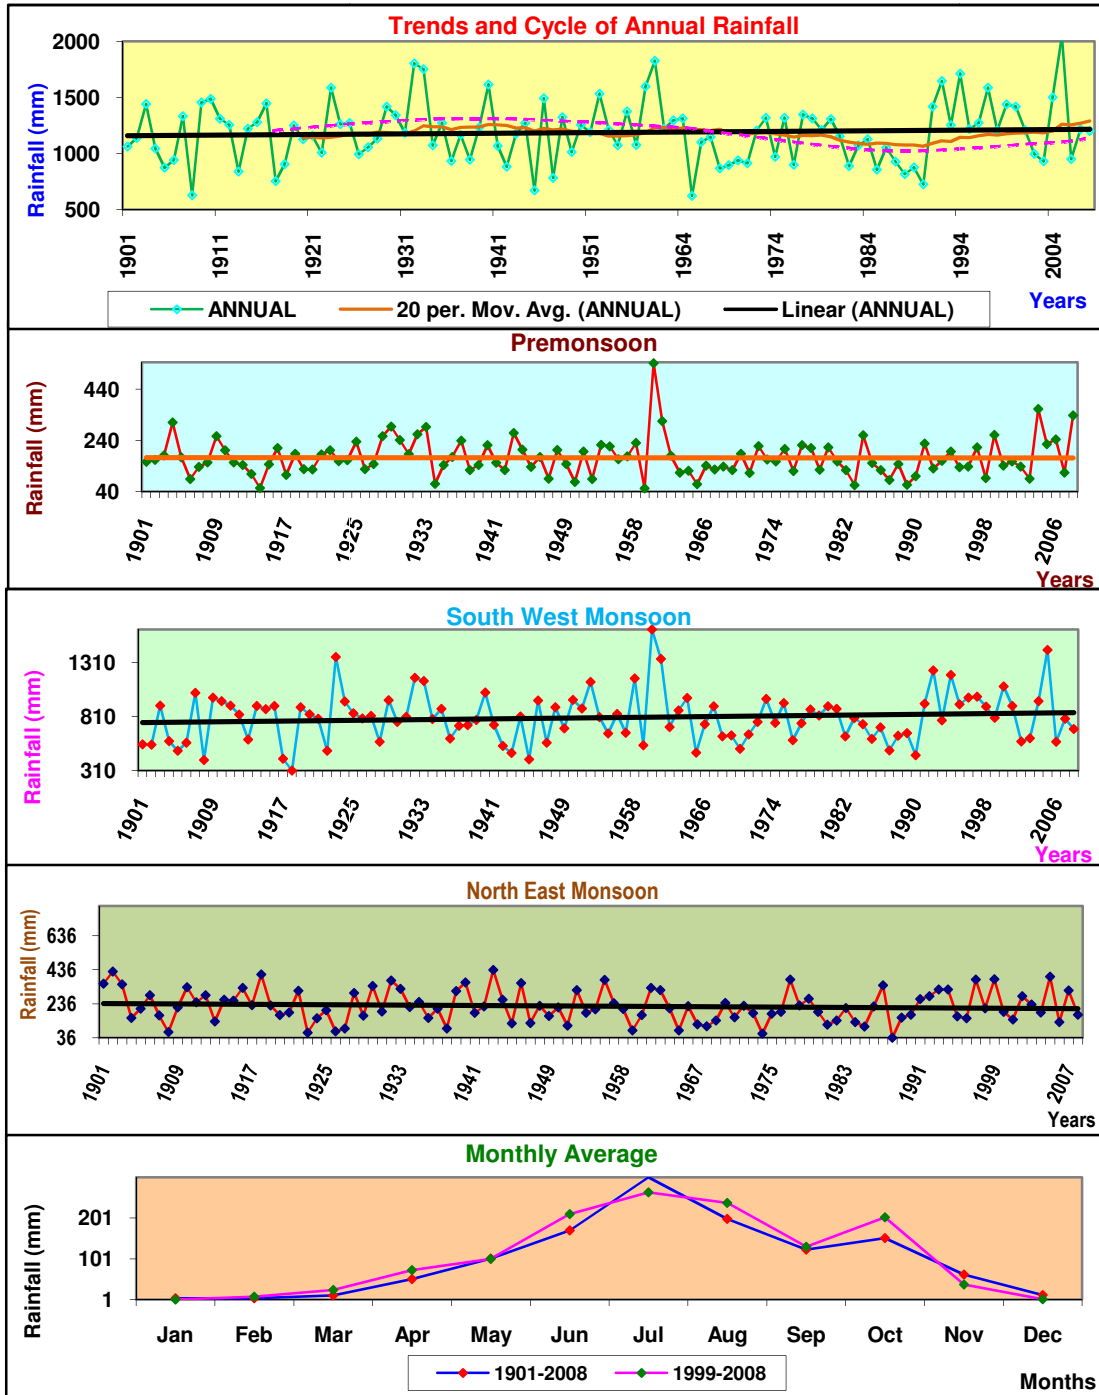 Trends and Cycle of Annual Rainfall
Rainfall (mm)
2000
1500
1000
500
1901 1911 1921 1931 1941 1951 1964 1974 1984 1994 2004
Years
ANNUAL 20 per. Mov. Avg. (ANNUAL) Linear (ANNUAL)
Premonsoon
Rainfall (mm)
440
240
40
1901 1909 1917 1925 1933 1941 1949 1958 1966 1974 1982 1990 1998 2006
Years
South West Monsoon
Rainfall (mm)
1310
810
310
1901 1909 1917 1925 1933 1941 1949 1958 1966 1974 1982 1990 1998 2006
Years
North East Monsoon
Rainfall (mm)
636
436
236
36
1901 1909 1917 1925 1933 1941 1949 1958 1967 1975 1983 1991 1999 2007
Years
Monthly Average
Rainfall (mm)
201
101
1
Jan Feb Mar Apr May Jun Jul Aug Sep Oct Nov Dec
1901-2008 1999-2008
Months